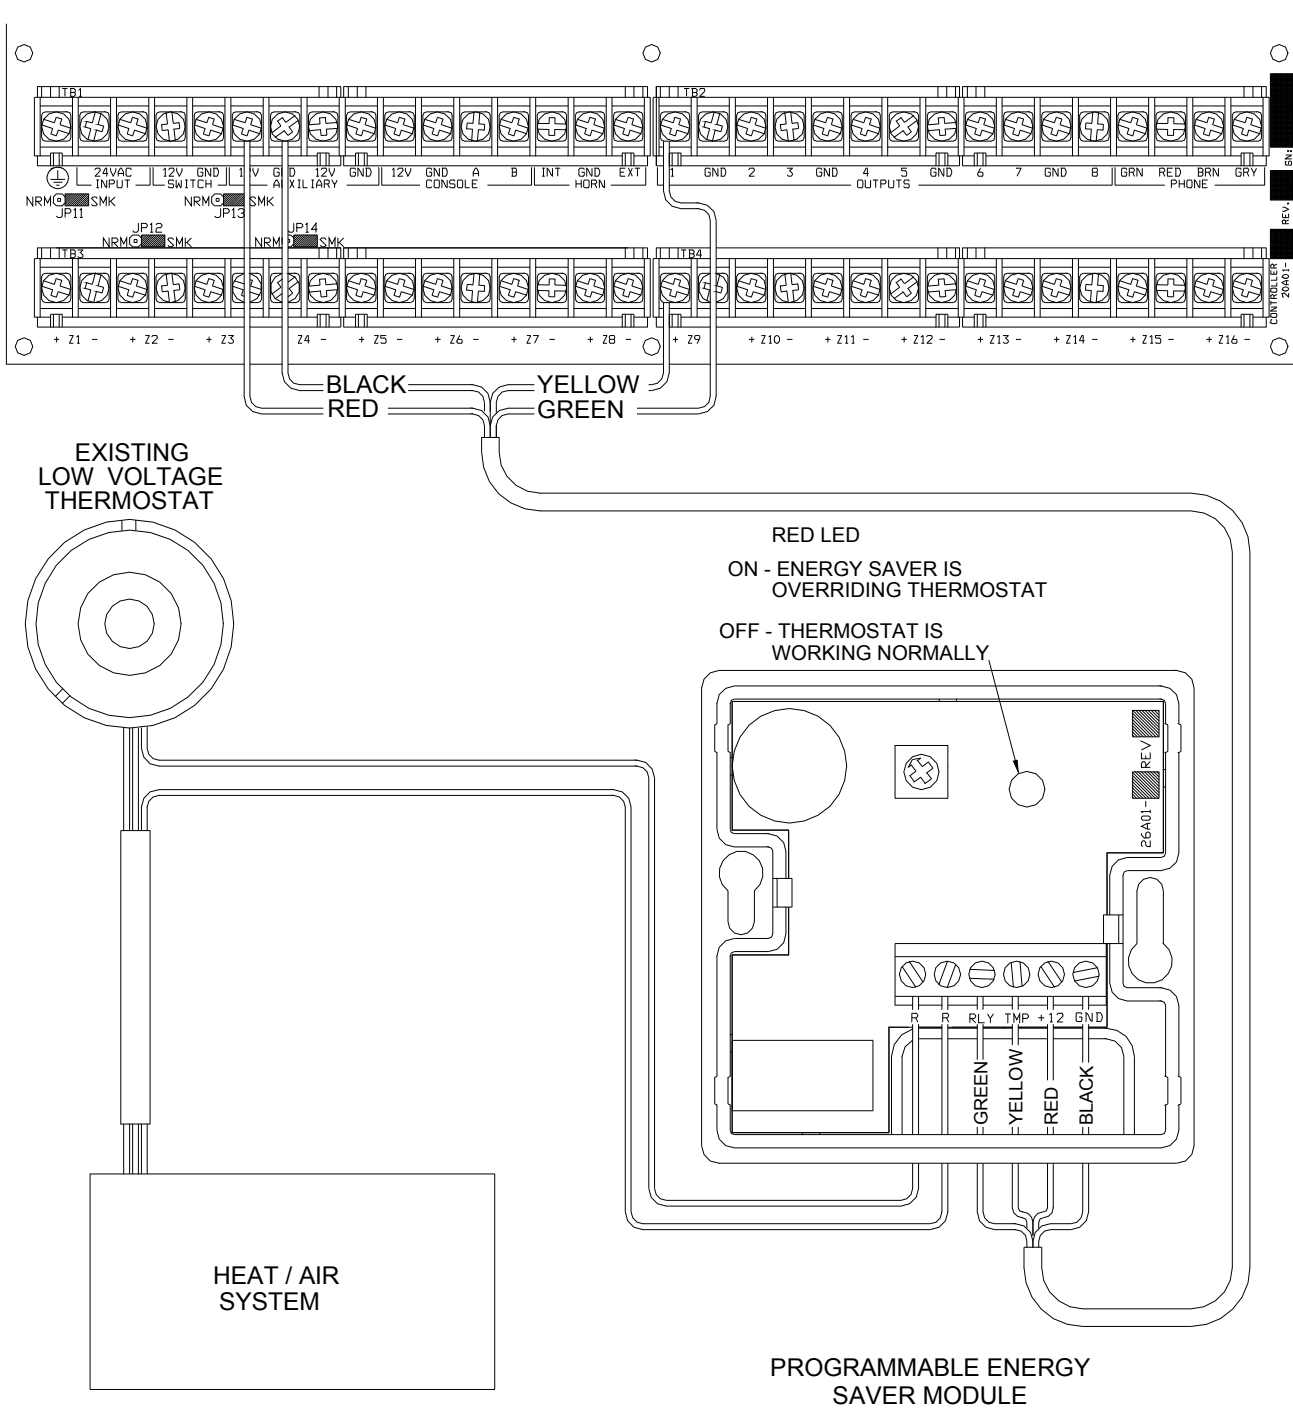 TB1 TB2
24VAC 12V GND 12V GND 12V GND 12V GND A B INT GND EXT 1 GND 2 3 GND 4 5 GND 6 7 GND 8 GRN RED BRN GRY
INPUT SWITCH AUXILIARY CONSOLE HORN OUTPUTS PHONE
SN:
REV.
CONTROLLER
20A01-
NRM SMK NRM SMK
JP11 JP13
JP12 JP14
NRM SMK NRM SMK
TB3 TB4
+ Z1 - + Z2 - + Z3 Z4 - + Z5 - + Z6 - + Z7 - + Z8 - + Z9 + Z10 - + Z11 - + Z12 - + Z13 - + Z14 - + Z15 - + Z16 -
BLACK YELLOW
RED GREEN
EXISTING
LOW VOLTAGE
THERMOSTAT
RED LED
ON - ENERGY SAVER IS
OVERRIDING THERMOSTAT
OFF - THERMOSTAT IS
WORKING NORMALLY
REV
26A01-
R R RLY TMP +12 GND
GREEN
YELLOW
RED
BLACK
HEAT / AIR
SYSTEM
PROGRAMMABLE ENERGY
SAVER MODULE